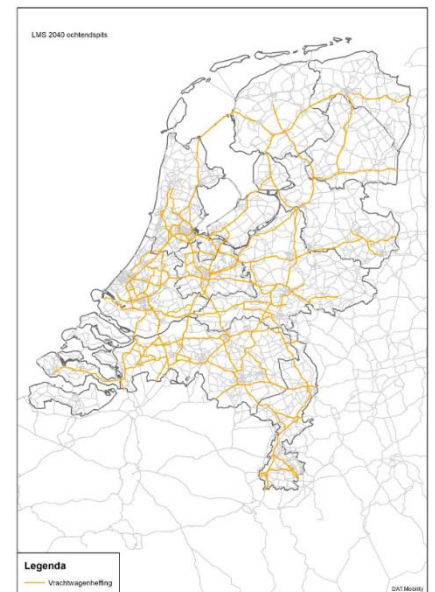 LMS 2040 ochtendspits
Legenda
Vrachtwagenheffing
DAT.Mobility